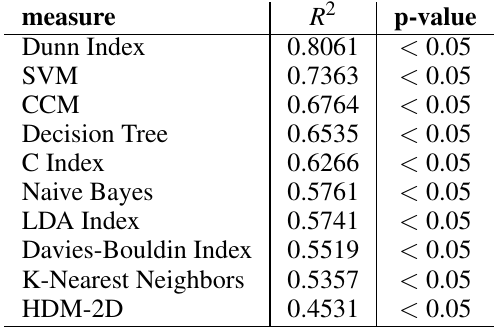 measure R² p-value
Dunn Index 0.8061 < 0.05
SVM 0.7363 < 0.05
CCM 0.6764 < 0.05
Decision Tree 0.6535 < 0.05
C Index 0.6266 < 0.05
Naive Bayes 0.5761 < 0.05
LDA Index 0.5741 < 0.05
Davies-Bouldin Index 0.5519 < 0.05
K-Nearest Neighbors 0.5357 < 0.05
HDM-2D 0.4531 < 0.05